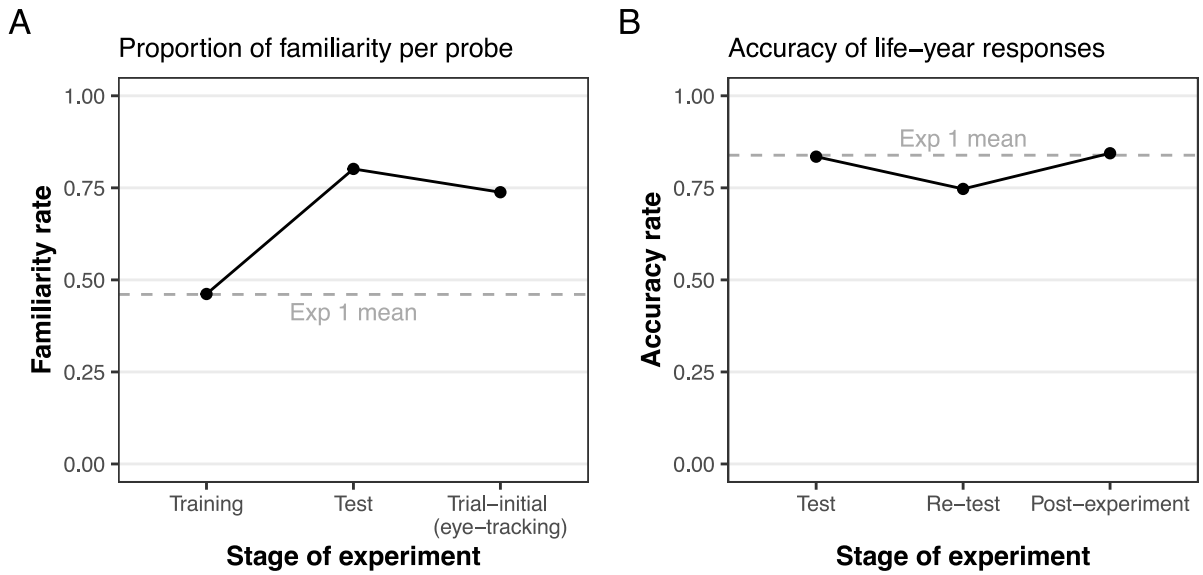 A
Proportion of familiarity per probe
1.00
0.75
0.50
0.25
0.00
Familiarity rate
Exp 1 mean
Training
Test
Trial–initial
(eye–tracking)
Stage of experiment
B
Accuracy of life–year responses
1.00
0.75
0.50
0.25
0.00
Accuracy rate
Exp 1 mean
Test
Re–test
Post–experiment
Stage of experiment